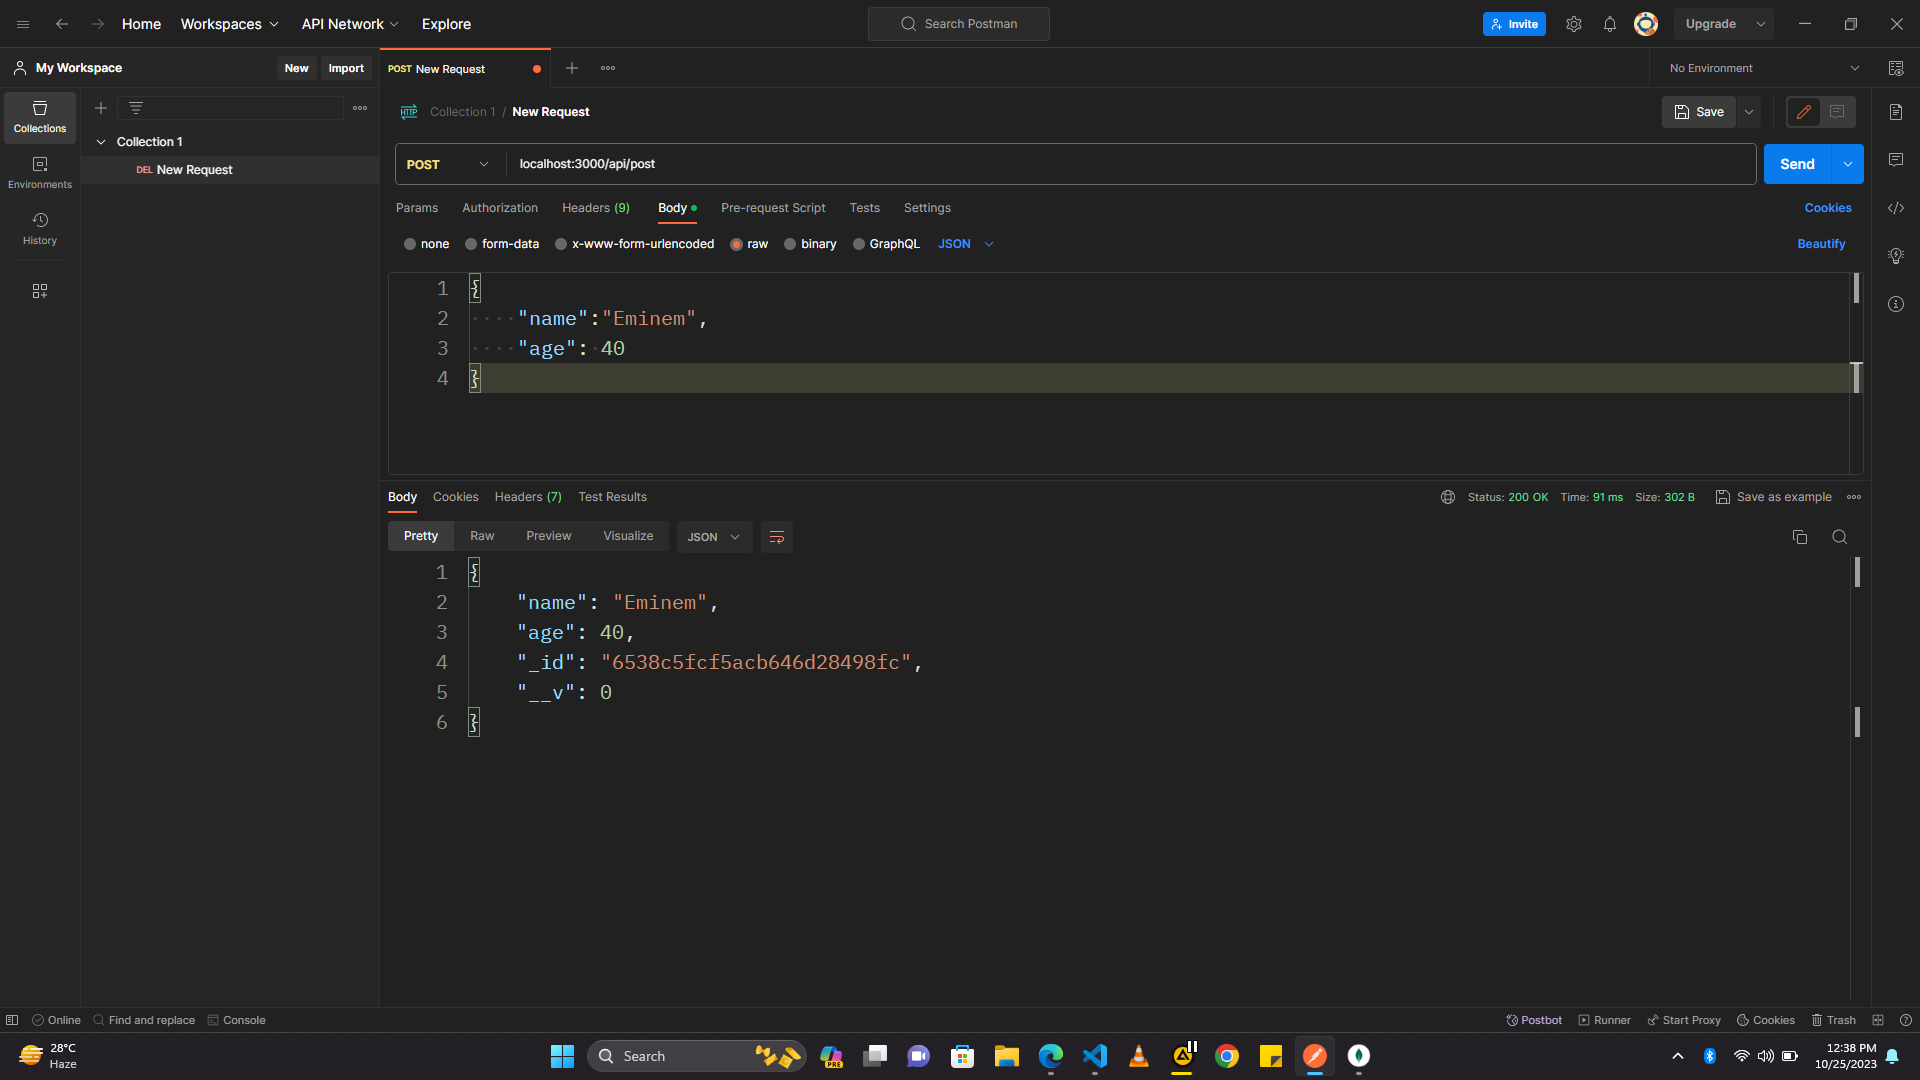 Home Workspaces API Network Explore Search Postman Invite Upgrade
My Workspace New Import POST New Request No Environment
Collections
Environments
History
Collection 1
DEL New Request
HTTP Collection 1 / New Request Save
POST localhost:3000/api/post Send
Params Authorization Headers (9) Body Pre-request Script Tests Settings Cookies
none form-data x-www-form-urlencoded raw binary GraphQL JSON Beautify
1 {
2 "name":"Eminem",
3 "age": 40
4 }
Body Cookies Headers (7) Test Results Status: 200 OK Time: 91 ms Size: 302 B Save as example
Pretty Raw Preview Visualize JSON
1 {
2 "name": "Eminem",
3 "age": 40,
4 "_id": "6538c5fcf5acb646d28498fc",
5 "__v": 0
6 }
Online Find and replace Console Postbot Runner Start Proxy Cookies Trash
28°C
Haze
Search
PRE
12:38 PM
10/25/2023